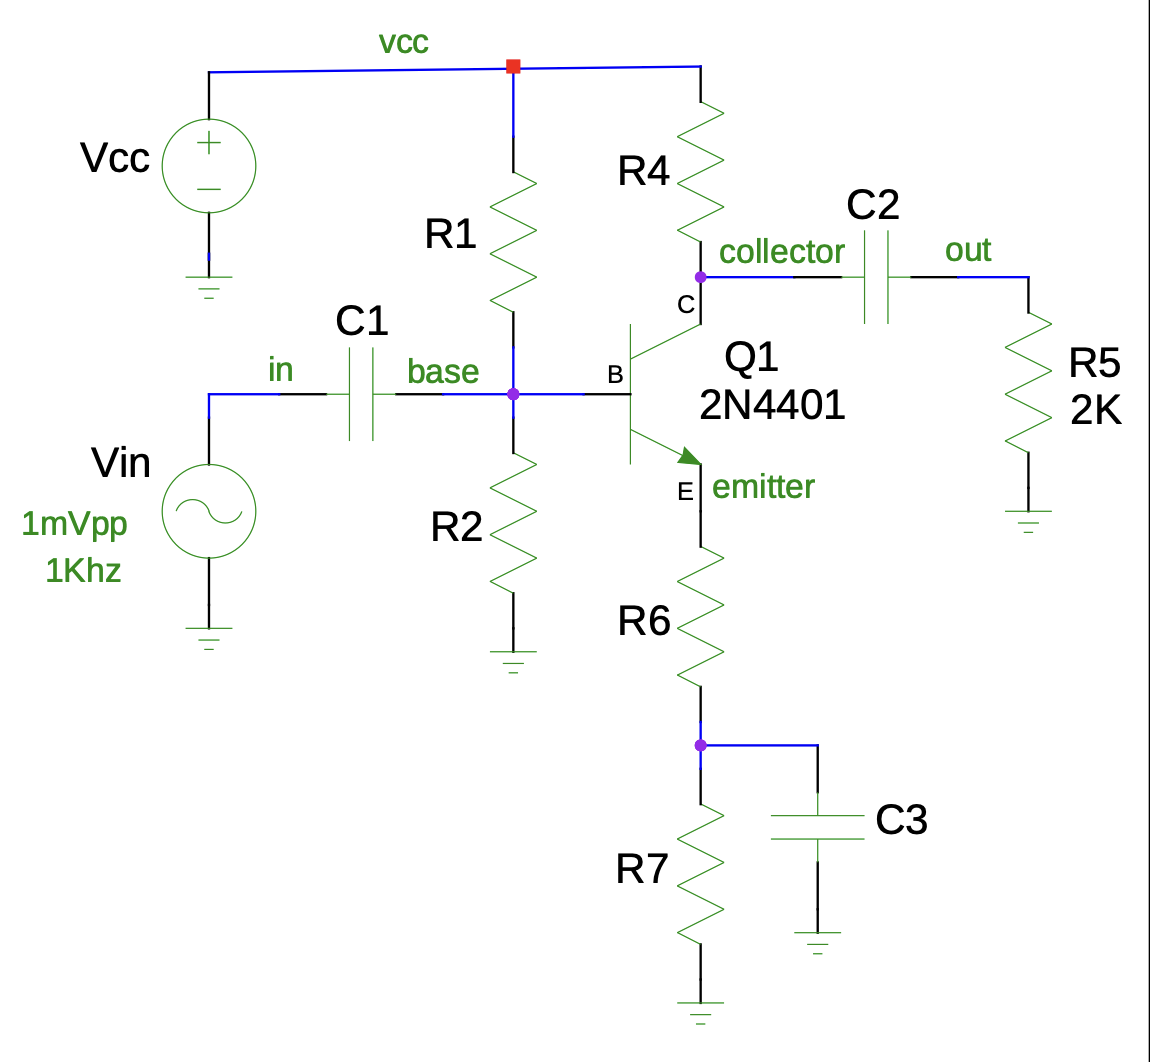 vcc
Vcc
R4
C2
R1
collector
out
C
C1
in
base
B
Q1
2N4401
R5
2K
Vin
E
emitter
1mVpp
1Khz
R2
R6
C3
R7